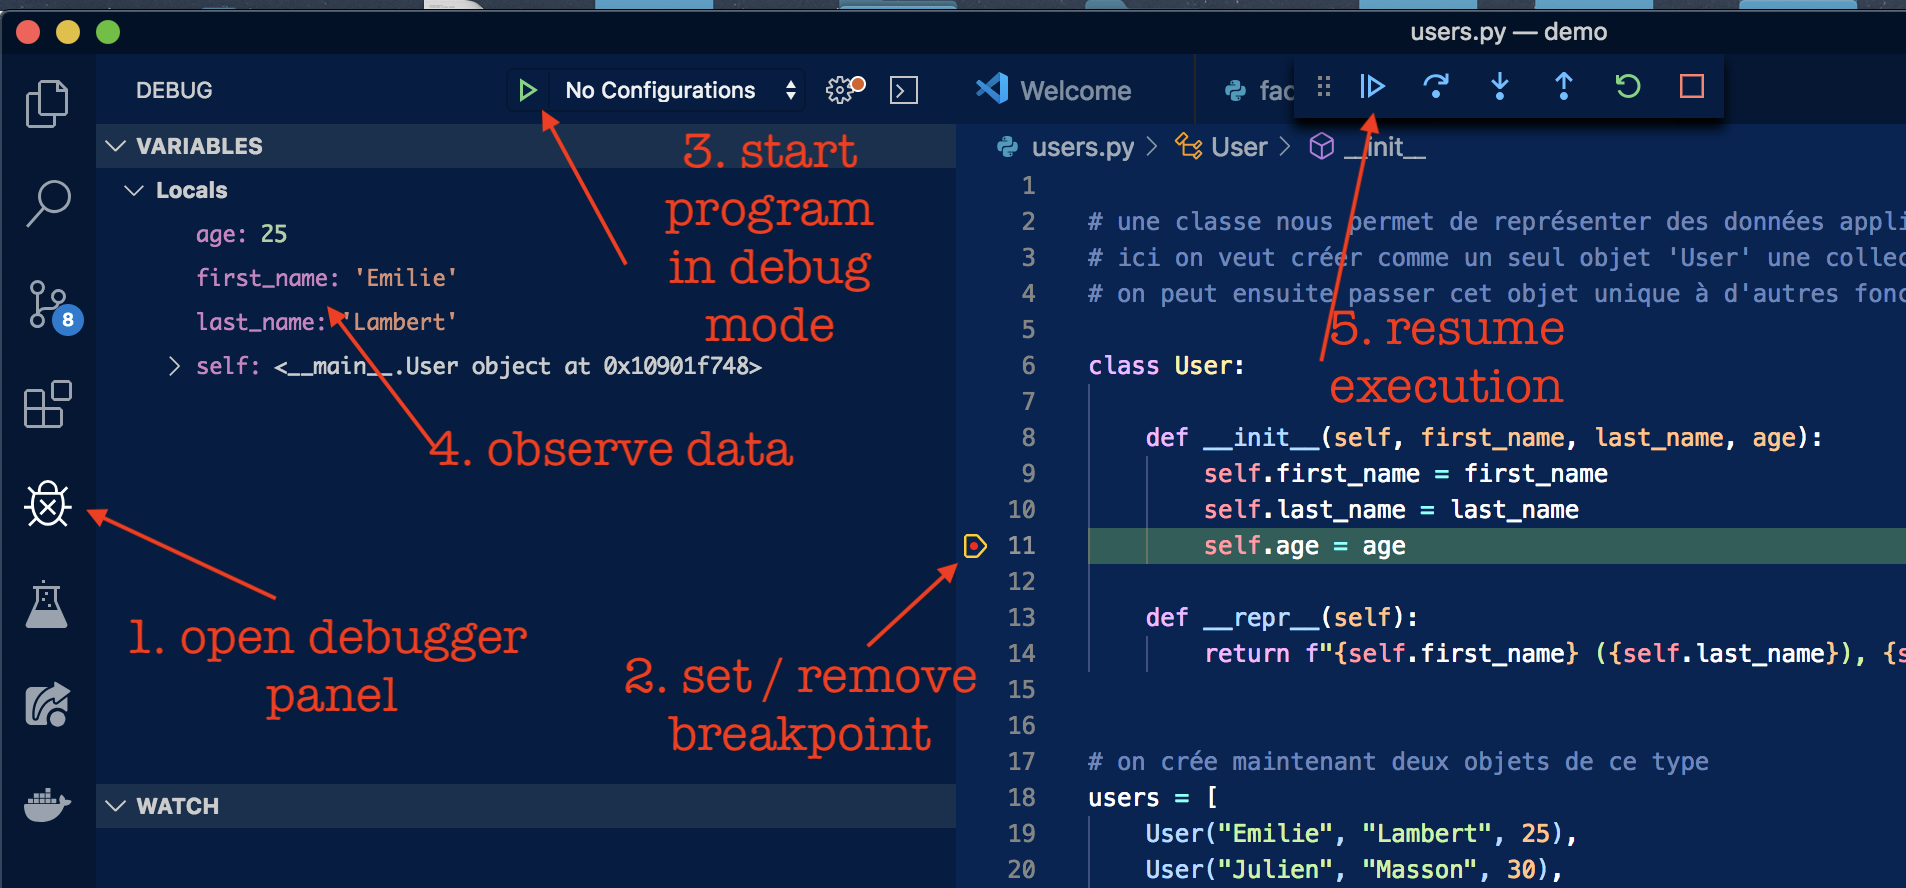 users.py — demo
DEBUG
No Configurations
Welcome
VARIABLES
Locals
age: 25
first_name: 'Emilie'
last_name: 'Lambert'
self: <__main__.User object at 0x10901f748>
8
WATCH
1. open debugger
panel
2. set / remove
breakpoint
3. start
program
in debug
mode
4. observe data
5. resume
execution
users.py > User > __init__
1
2 # une classe nous permet de représenter des données appli
3 # ici on veut créer comme un seul objet 'User' une collec
4 # on peut ensuite passer cet objet unique à d'autres fonc
5
6 class User:
7
8 def __init__(self, first_name, last_name, age):
9 self.first_name = first_name
10 self.last_name = last_name
11 self.age = age
12
13 def __repr__(self):
14 return f"{self.first_name} ({self.last_name}), {s
15
16
17 # on crée maintenant deux objets de ce type
18 users = [
19 User("Emilie", "Lambert", 25),
20 User("Julien", "Masson", 30),